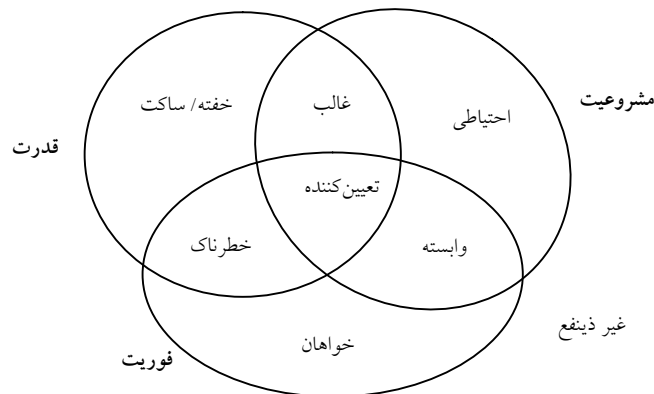 خفته/ ساکت
غالب
احتیاطی
مشروعیت
قدرت
تعیین‌کننده
خطرناک
وابسته
غیر ذینفع
خواهان
فوریت